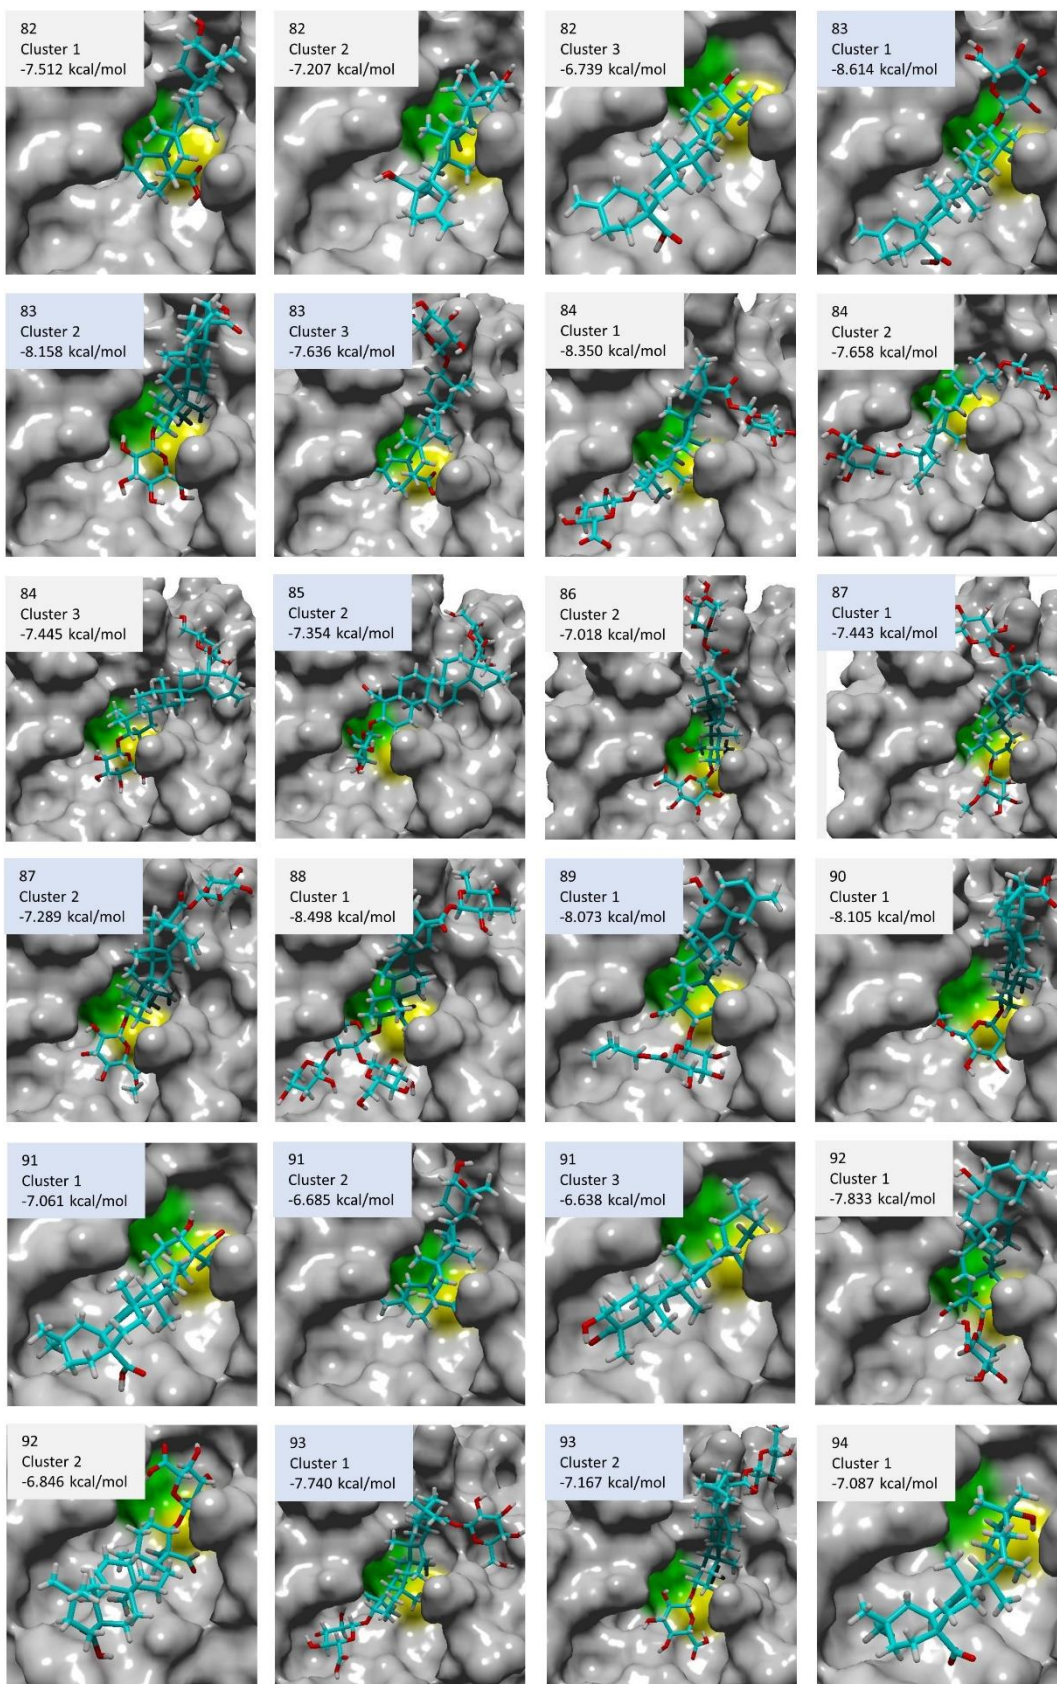 82
Cluster 1
-7.512 kcal/mol
82
Cluster 2
-7.207 kcal/mol
82
Cluster 3
-6.739 kcal/mol
83
Cluster 1
-8.614 kcal/mol
83
Cluster 2
-8.158 kcal/mol
83
Cluster 3
-7.636 kcal/mol
84
Cluster 1
-8.350 kcal/mol
84
Cluster 2
-7.658 kcal/mol
84
Cluster 3
-7.445 kcal/mol
85
Cluster 2
-7.354 kcal/mol
86
Cluster 2
-7.018 kcal/mol
87
Cluster 1
-7.443 kcal/mol
87
Cluster 2
-7.289 kcal/mol
88
Cluster 1
-8.498 kcal/mol
89
Cluster 1
-8.073 kcal/mol
90
Cluster 1
-8.105 kcal/mol
91
Cluster 1
-7.061 kcal/mol
91
Cluster 2
-6.685 kcal/mol
91
Cluster 3
-6.638 kcal/mol
92
Cluster 1
-7.833 kcal/mol
92
Cluster 2
-6.846 kcal/mol
93
Cluster 1
-7.740 kcal/mol
93
Cluster 2
-7.167 kcal/mol
94
Cluster 1
-7.087 kcal/mol